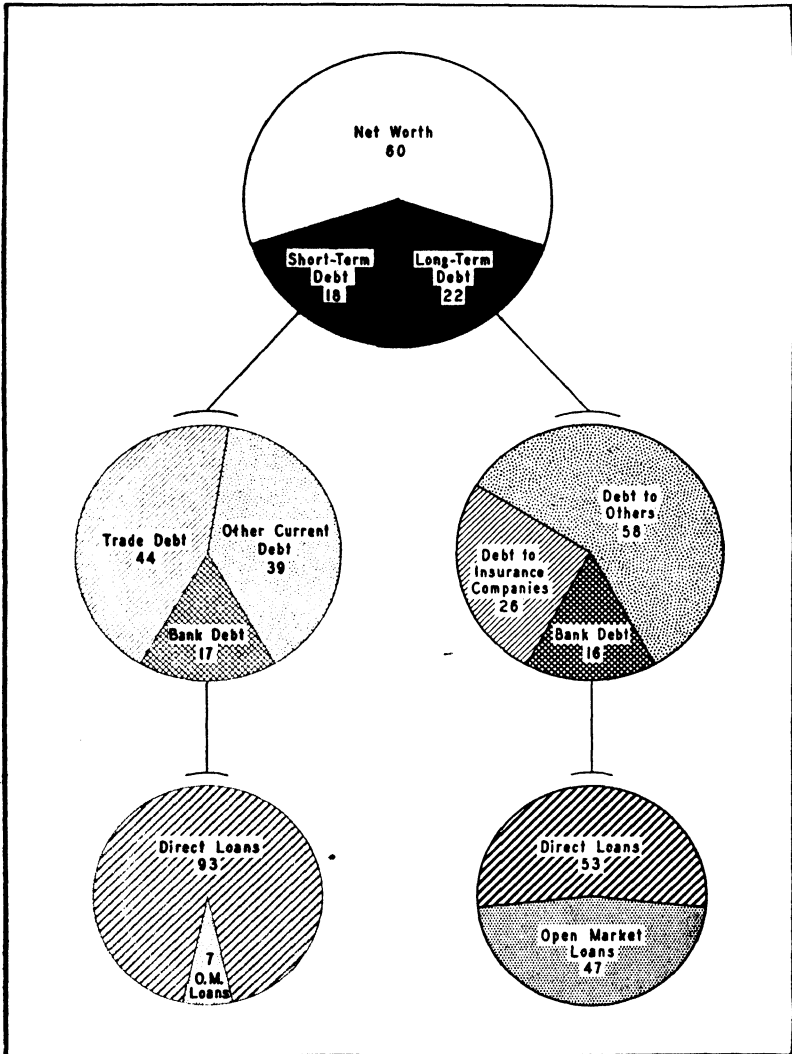 Net Worth
60
Short-Term
Debt
18
Long-Term
Debt
22
Trade Debt
44
Other Current
Debt
39
Bank Debt
17
Debt to
Others
58
Debt to
Insurance
Companies
26
Bank Debt
16
Direct Loans
93
7
O.M.
Loans
Direct Loans
53
Open Market
Loans
47